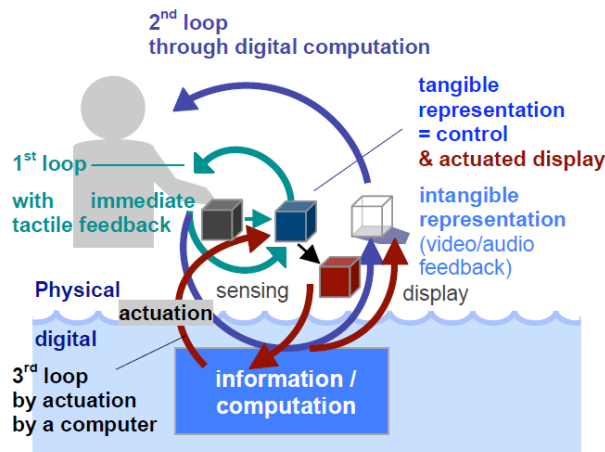 2nd loop
through digital computation
tangible
representation
= control
& actuated display
1st loop
with immediate
tactile feedback
intangible
representation
(video/audio
feedback)
Physical
sensing
display
actuation
digital
3rd loop
by actuation
by a computer
information /
computation